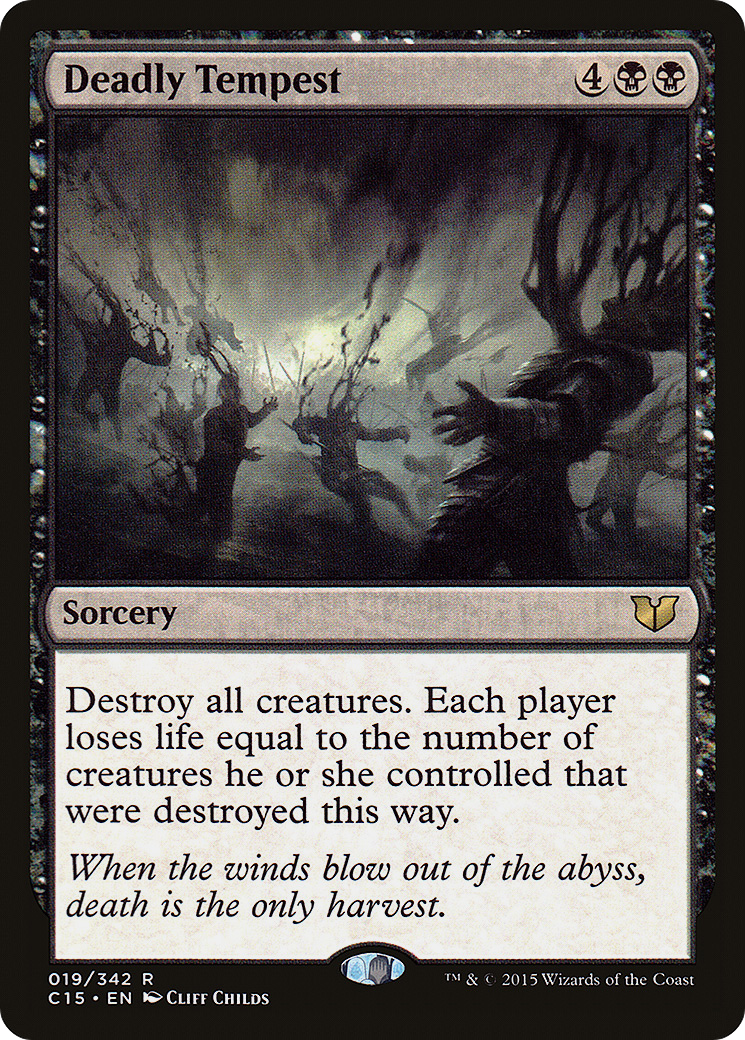 Deadly Tempest 4
Sorcery
Destroy all creatures. Each player
loses life equal to the number of
creatures he or she controlled that
were destroyed this way.
When the winds blow out of the abyss,
death is the only harvest.
019/342 R
C15 • EN Cliff Childs
™ & © 2015 Wizards of the Coast